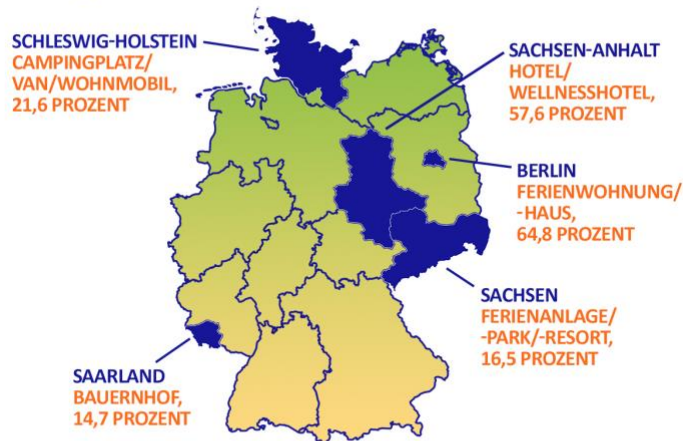 SCHLESWIG-HOLSTEIN
CAMPINGPLATZ/
VAN/WOHNMOBIL,
21,6 PROZENT
SACHSEN-ANHALT
HOTEL/
WELLNESSHOTEL,
57,6 PROZENT
BERLIN
FERIENWOHNUNG/
-HAUS,
64,8 PROZENT
SACHSEN
FERIENANLAGE/
-PARK/-RESORT,
16,5 PROZENT
SAARLAND
BAUERNHOF,
14,7 PROZENT